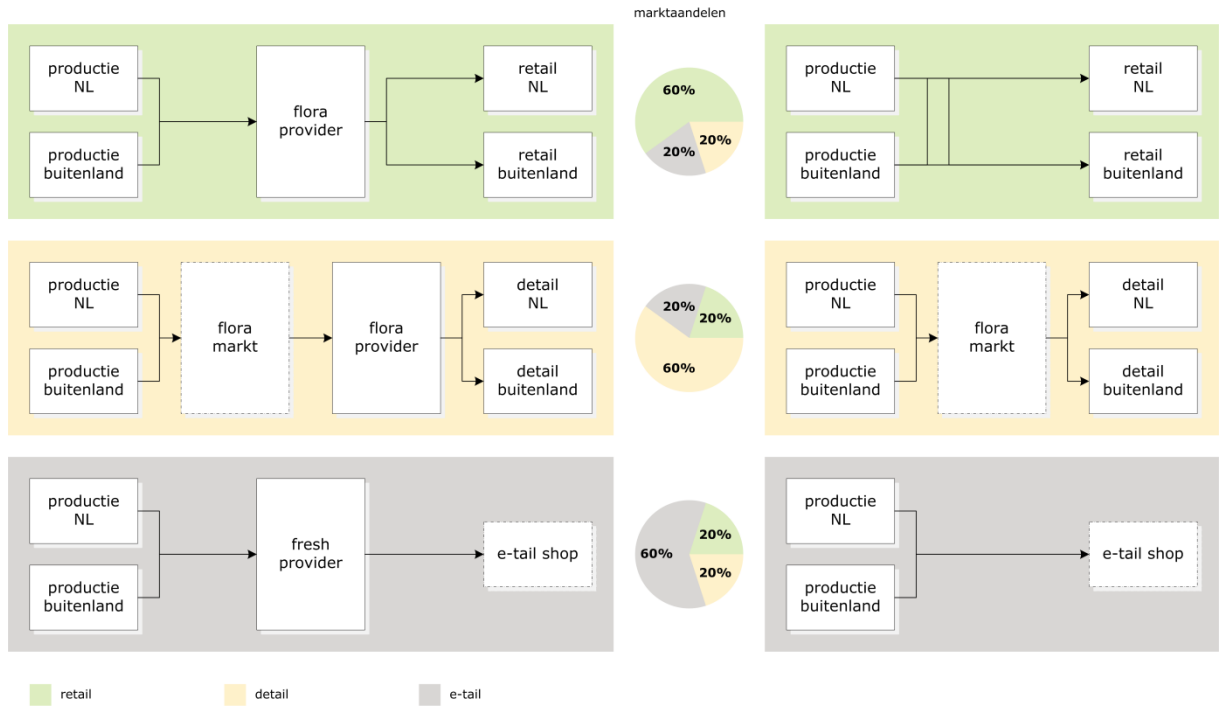 marktaandelen
productie
NL
productie
buitenland
flora
provider
retail
NL
retail
buitenland
60%
20%
20%
productie
NL
productie
buitenland
retail
NL
retail
buitenland
productie
NL
productie
buitenland
flora
markt
flora
provider
detail
NL
detail
buitenland
20%
20%
60%
productie
NL
productie
buitenland
flora
markt
detail
NL
detail
buitenland
productie
NL
productie
buitenland
fresh
provider
e-tail shop
20%
60%
20%
productie
NL
productie
buitenland
e-tail shop
retail
detail
e-tail